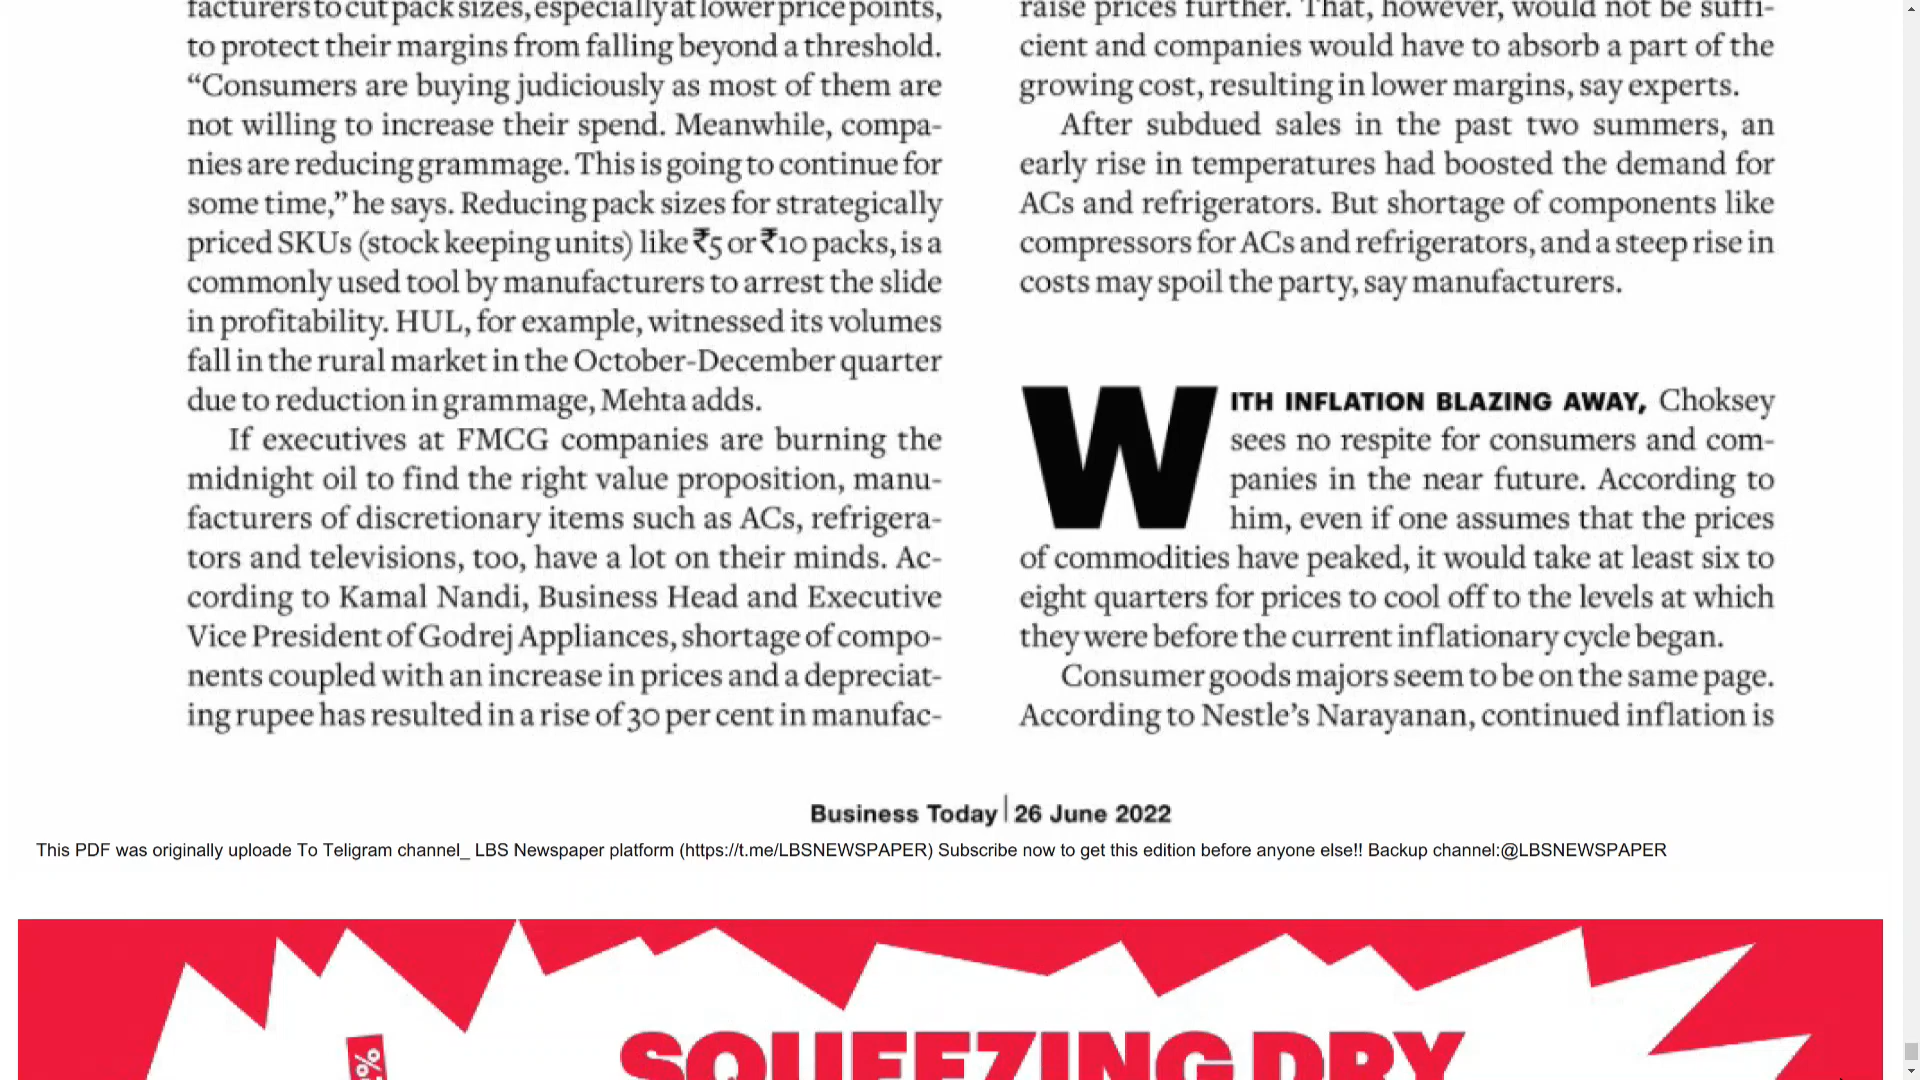 facturers to cut pack sizes, especially at lower price points,
to protect their margins from falling beyond a threshold.
“Consumers are buying judiciously as most of them are
not willing to increase their spend. Meanwhile, compa-
nies are reducing grammage. This is going to continue for
some time,” he says. Reducing pack sizes for strategically
priced SKUs (stock keeping units) like ₹5 or ₹10 packs, is a
commonly used tool by manufacturers to arrest the slide
in profitability. HUL, for example, witnessed its volumes
fall in the rural market in the October-December quarter
due to reduction in grammage, Mehta adds.
If executives at FMCG companies are burning the
midnight oil to find the right value proposition, manu-
facturers of discretionary items such as ACs, refrigera-
tors and televisions, too, have a lot on their minds. Ac-
cording to Kamal Nandi, Business Head and Executive
Vice President of Godrej Appliances, shortage of compo-
nents coupled with an increase in prices and a depreciat-
ing rupee has resulted in a rise of 30 per cent in manufac-
raise prices further. That, however, would not be suffi-
cient and companies would have to absorb a part of the
growing cost, resulting in lower margins, say experts.
After subdued sales in the past two summers, an
early rise in temperatures had boosted the demand for
ACs and refrigerators. But shortage of components like
compressors for ACs and refrigerators, and a steep rise in
costs may spoil the party, say manufacturers.
WITH INFLATION BLAZING AWAY, Choksey
sees no respite for consumers and com-
panies in the near future. According to
him, even if one assumes that the prices
of commodities have peaked, it would take at least six to
eight quarters for prices to cool off to the levels at which
they were before the current inflationary cycle began.
Consumer goods majors seem to be on the same page.
According to Nestle’s Narayanan, continued inflation is
Business Today | 26 June 2022
This PDF was originally uploade To Teligram channel_ LBS Newspaper platform (https://t.me/LBSNEWSPAPER) Subscribe now to get this edition before anyone else!! Backup channel:@LBSNEWSPAPER
SQUEEZING DRY
%